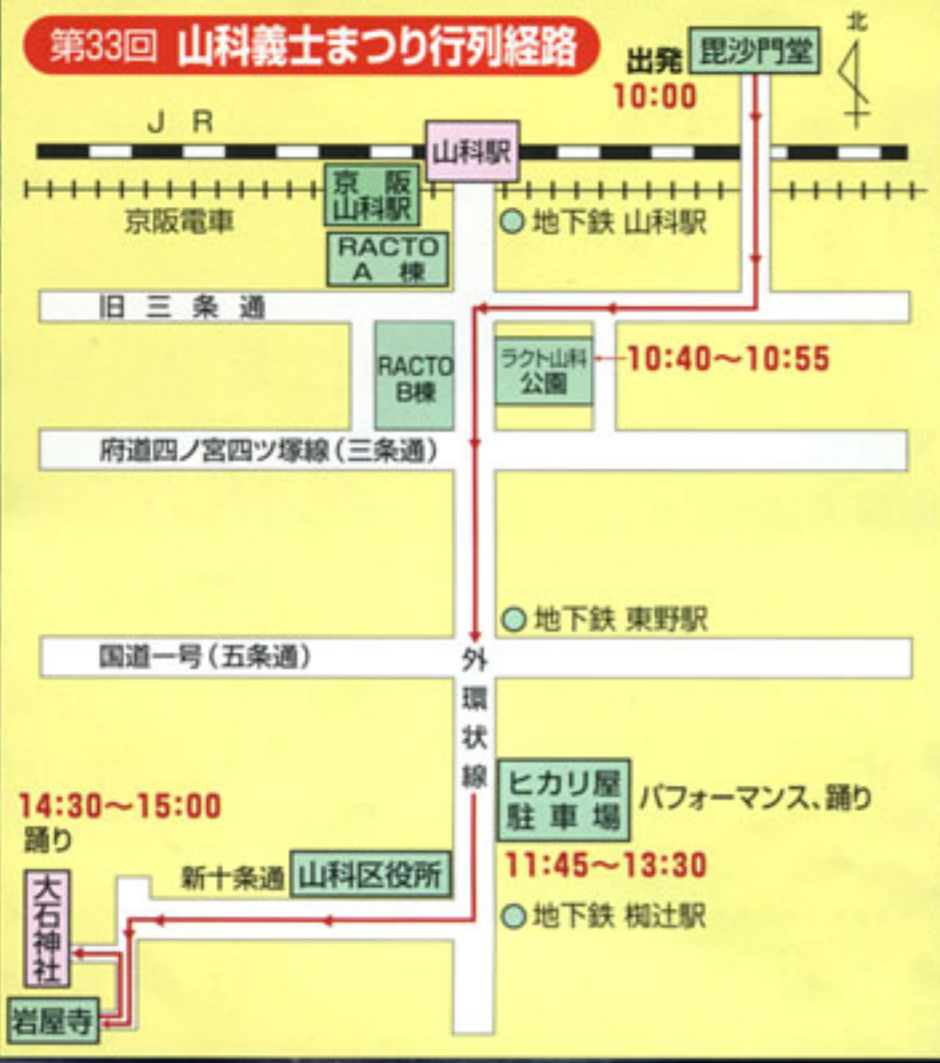 第33回 山科義士まつり行列経路
出発
10:00
毘沙門堂
北
JR
山科駅
京阪
山科駅
京阪電車
地下鉄 山科駅
RACTO
A棟
旧三条通
RACTO
B棟
ラクト山科
公園
10:40～10:55
府道四ノ宮四ツ塚線(三条通)
地下鉄 東野駅
国道一号(五条通)
外環状線
ヒカリ屋
駐車場
パフォーマンス、踊り
11:45～13:30
14:30～15:00
踊り
新十条通
山科区役所
地下鉄 椥辻駅
大石神社
岩屋寺